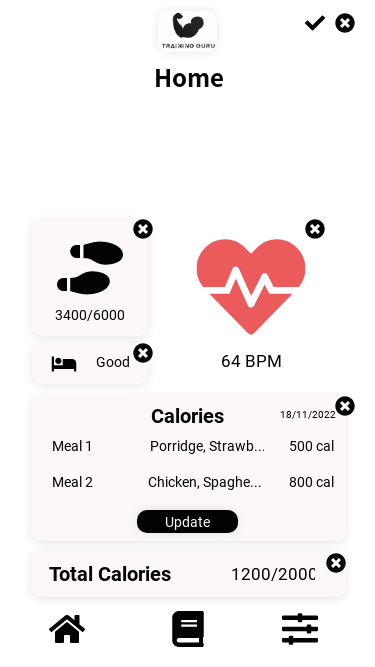 TRAINING GURU
Home
3400/6000
Good
64 BPM
Calories
18/11/2022
Meal 1 Porridge, Strawb... 500 cal
Meal 2 Chicken, Spaghe... 800 cal
Update
Total Calories 1200/2000